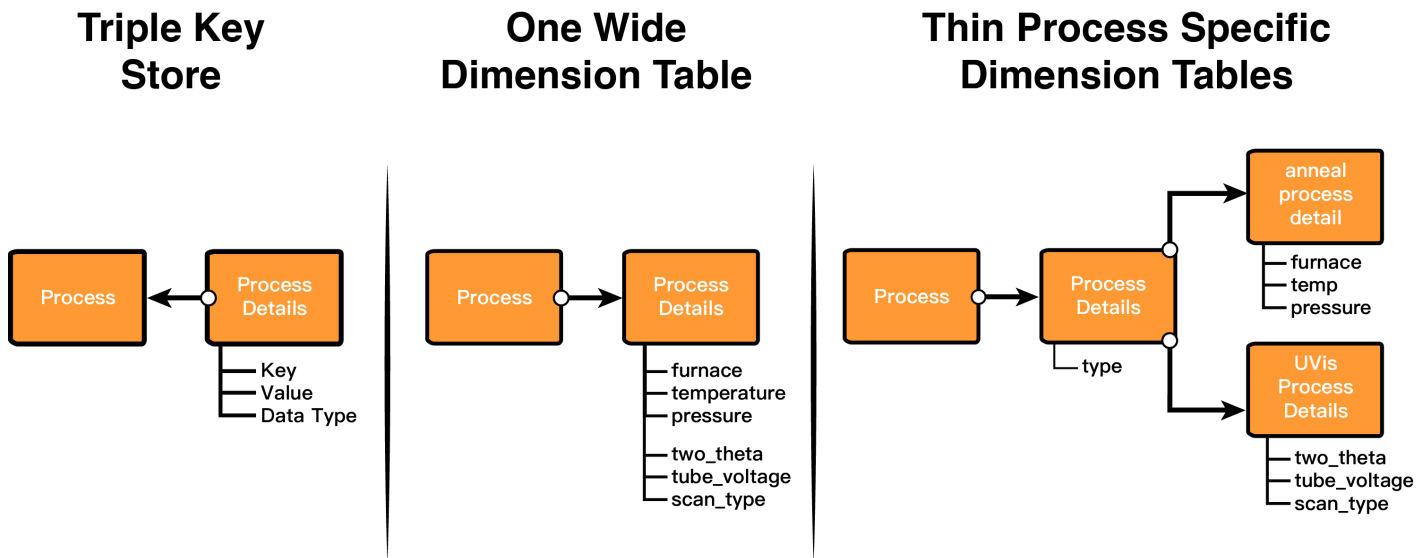 Triple Key
Store
Process
Process
Details
Key
Value
Data Type
One Wide
Dimension Table
Process
Process
Details
furnace
temperature
pressure
two_theta
tube_voltage
scan_type
Thin Process Specific
Dimension Tables
Process
Process
Details
type
anneal
process
detail
furnace
temp
pressure
UVis
Process
Details
two_theta
tube_voltage
scan_type